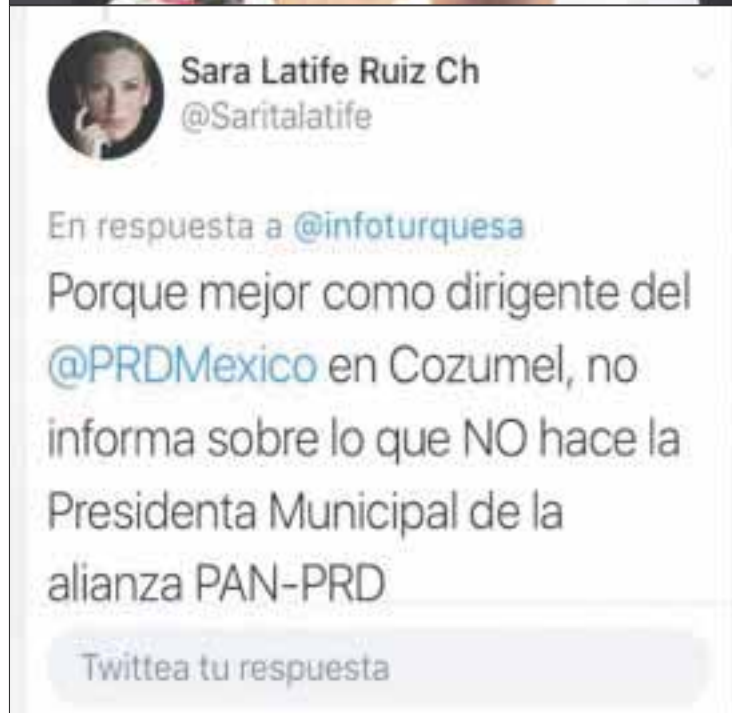 Sara Latife Ruiz Ch
@Saritalatife
En respuesta a @infoturquesa
Porque mejor como dirigente del
@PRDMexico en Cozumel, no
informa sobre lo que NO hace la
Presidenta Municipal de la
alianza PAN-PRD
Twittea tu respuesta